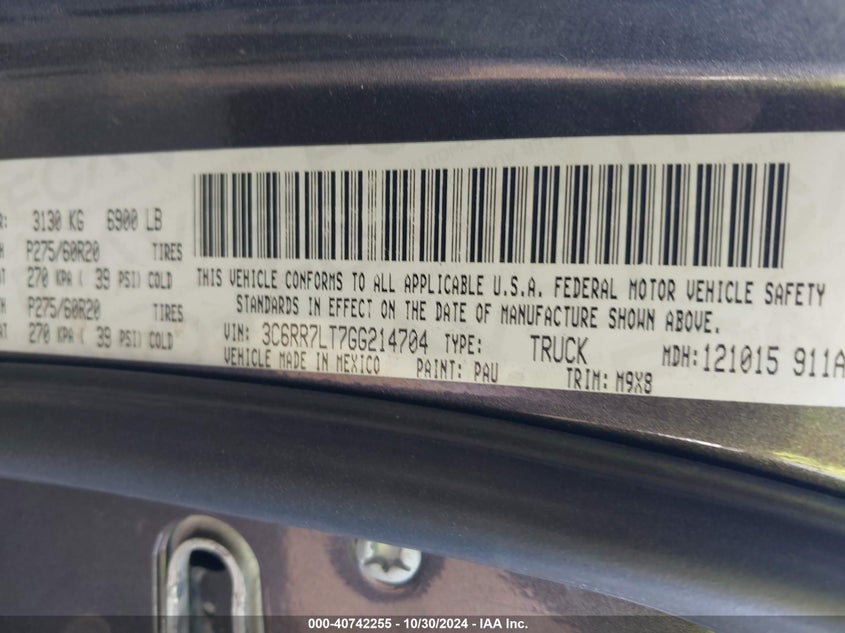 R: 3130 KG 6900 LB
H P275/60R20 TIRES
AT 270 KPA ( 39 PSI) COLD
TH P275/60R20 TIRES
AT 270 KPA ( 39 PSI) COLD
THIS VEHICLE CONFORMS TO ALL APPLICABLE U.S.A. FEDERAL MOTOR VEHICLE SAFETY
STANDARDS IN EFFECT ON THE DATE OF MANUFACTURE SHOWN ABOVE.
VIN: 3C6RR7LT7GG214704 TYPE: TRUCK MDH: 121015 911A
VEHICLE MADE IN MEXICO PAINT: PAU TRIM: M9X8
000-40742255 - 10/30/2024 - IAA Inc.